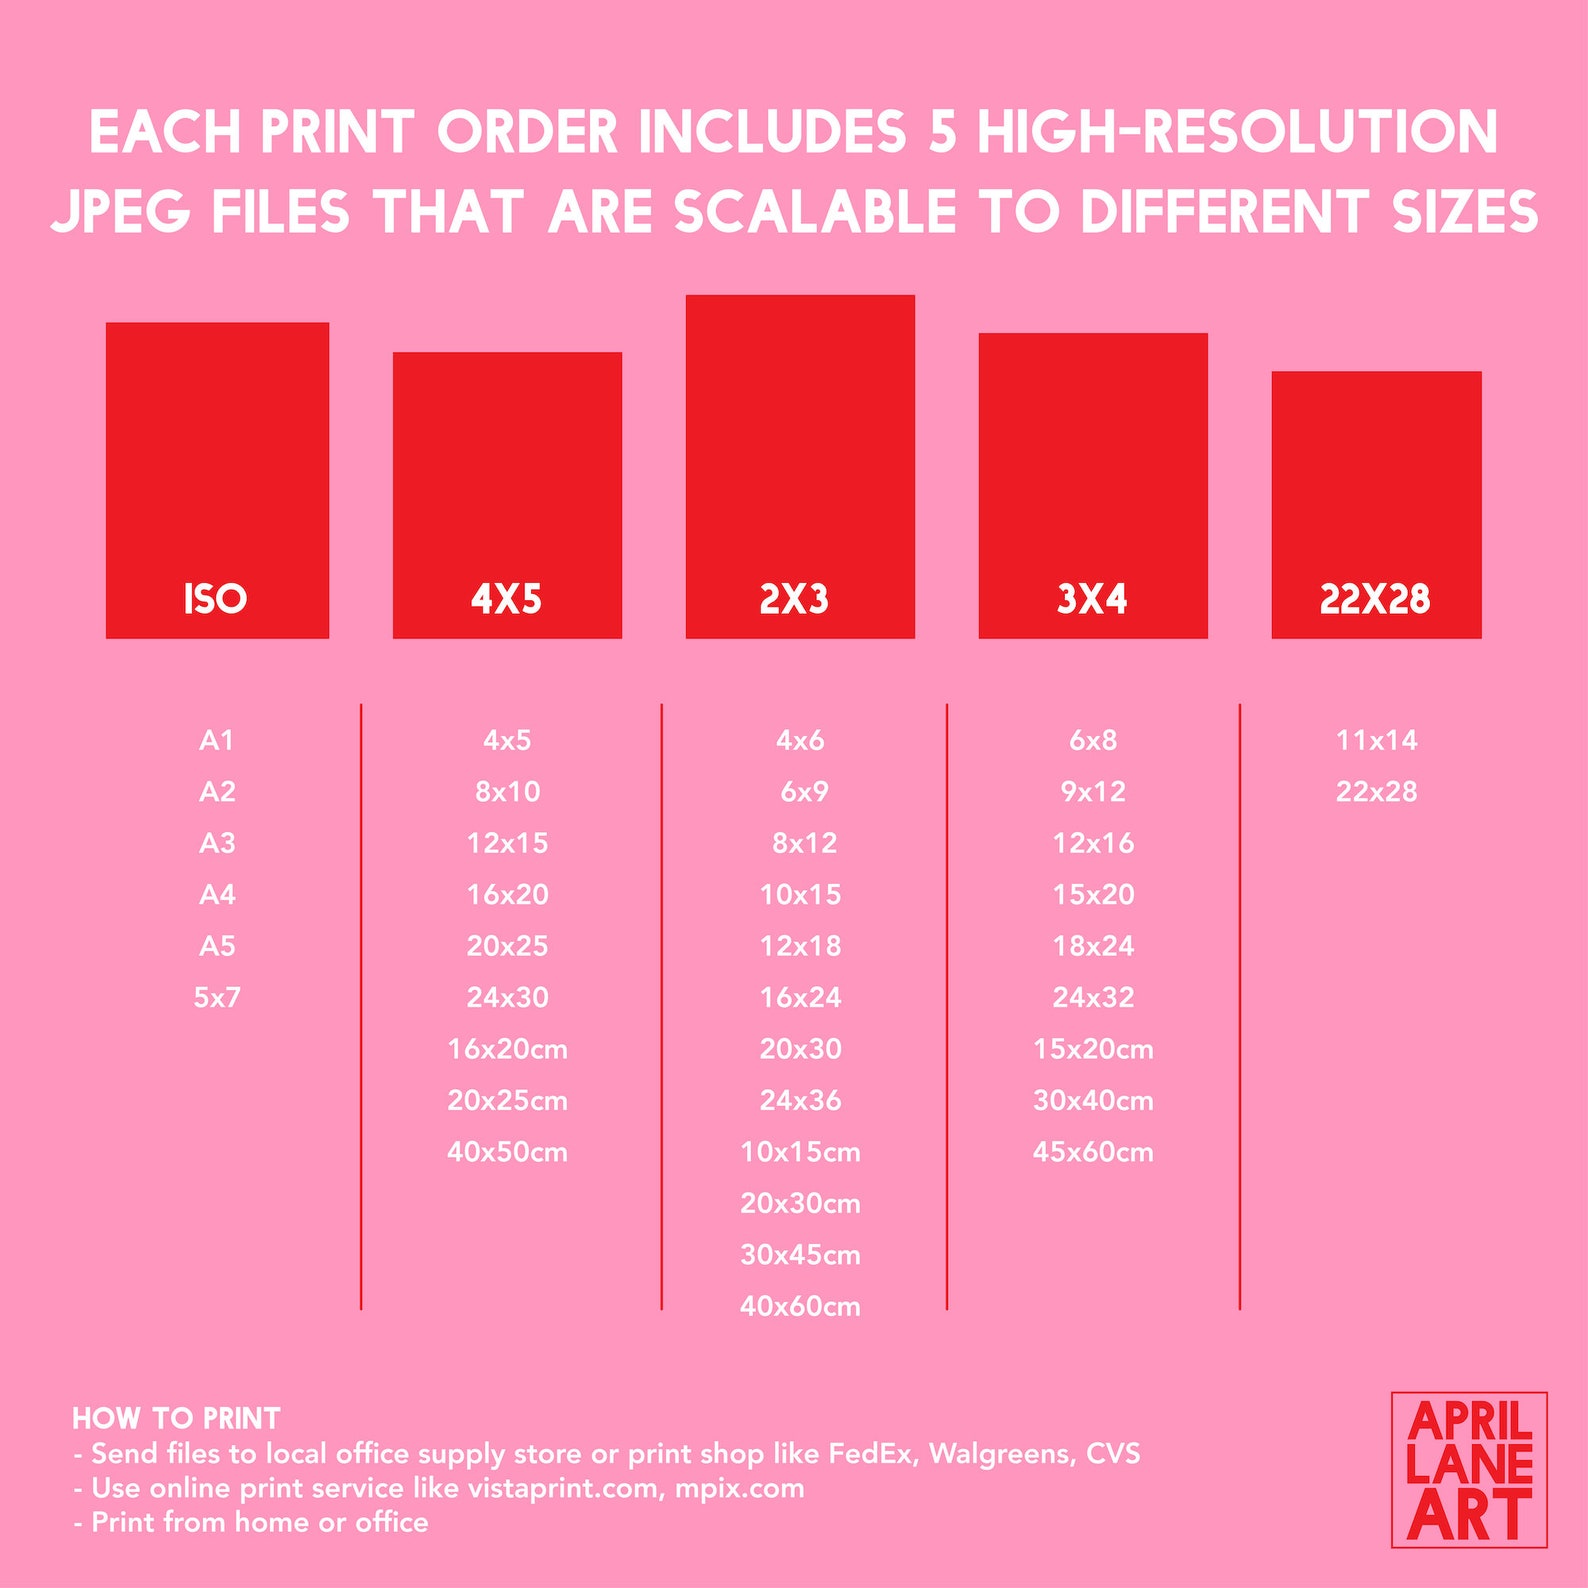 EACH PRINT ORDER INCLUDES 5 HIGH-RESOLUTION
JPEG FILES THAT ARE SCALABLE TO DIFFERENT SIZES
ISO
4X5
2X3
3X4
22X28
A1
A2
A3
A4
A5
5x7
4x5
8x10
12x15
16x20
20x25
24x30
16x20cm
20x25cm
40x50cm
4x6
6x9
8x12
10x15
12x18
16x24
20x30
24x36
10x15cm
20x30cm
30x45cm
40x60cm
6x8
9x12
12x16
15x20
18x24
24x32
15x20cm
30x40cm
45x60cm
11x14
22x28
HOW TO PRINT
- Send files to local office supply store or print shop like FedEx, Walgreens, CVS
- Use online print service like vistaprint.com, mpix.com
- Print from home or office
APRIL
LANE
ART